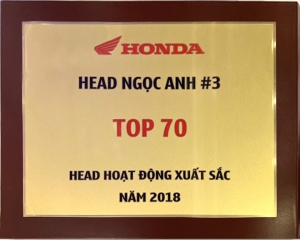 HONDA
HEAD NGỌC ANH #3
TOP 70
HEAD HOẠT ĐỘNG XUẤT SẮC
NĂM 2018